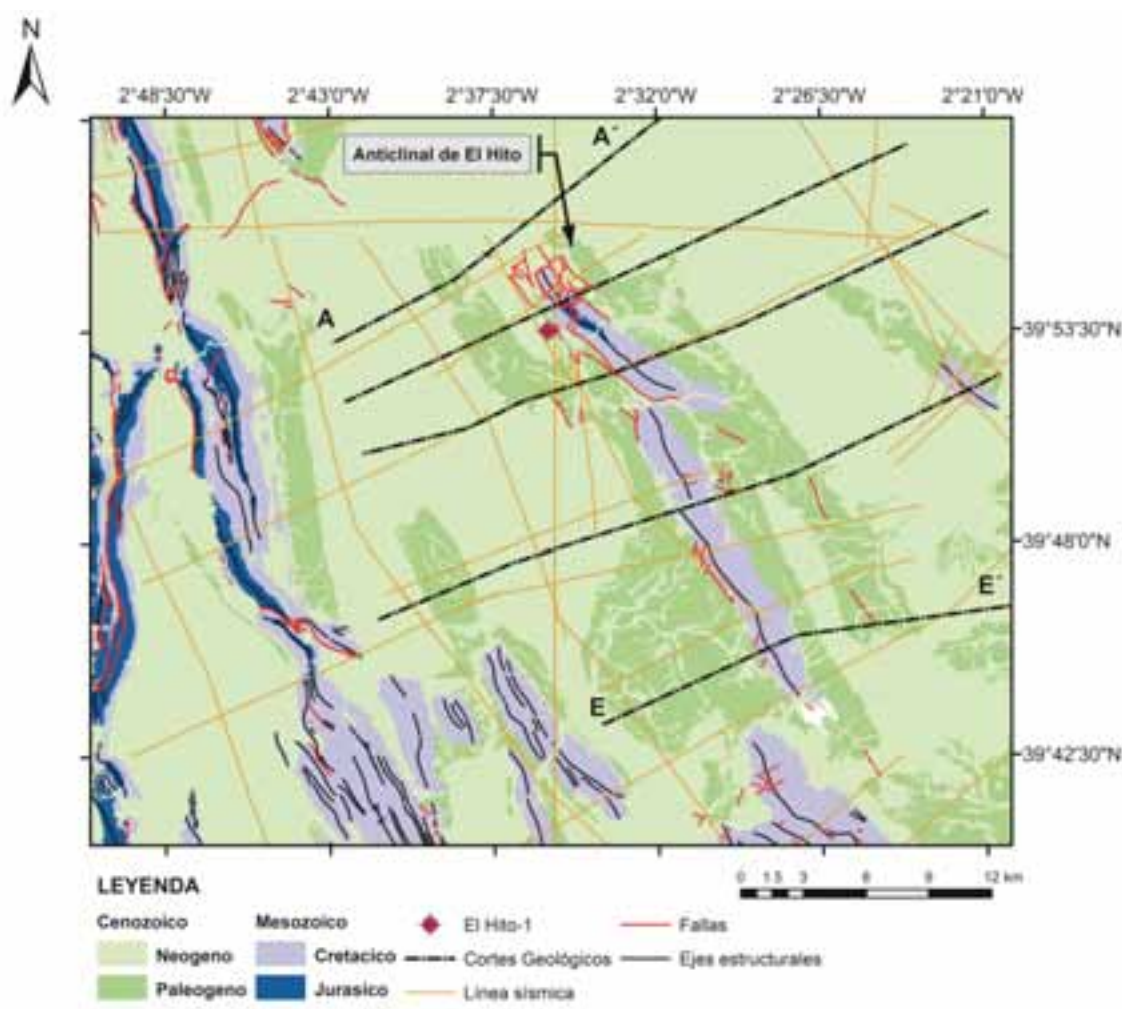 N
2°48'30"W 2°43'0"W 2°37'30"W 2°32'0"W 2°26'30"W 2°21'0"W
A´
Anticlinal de El Hito
A
39°53'30"N
39°48'0"N
E´
E
39°42'30"N
LEYENDA
0 1.5 3 6 9 12 km
Cenozoico Mesozoico El Hito-1 Fallas
Neogeno Cretacico Cortes Geológicos Ejes estructurales
Paleogeno Jurasico Línea sísmica